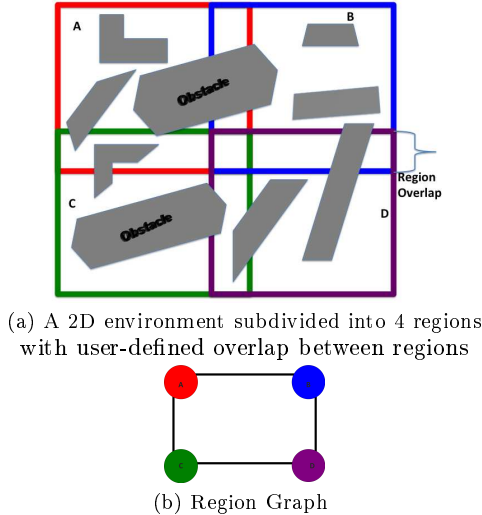 A
B
Obstacle
Region
Overlap
C
D
Obstacle
(a) A 2D environment subdivided into 4 regions
with user-defined overlap between regions
A
C
D
(b) Region Graph